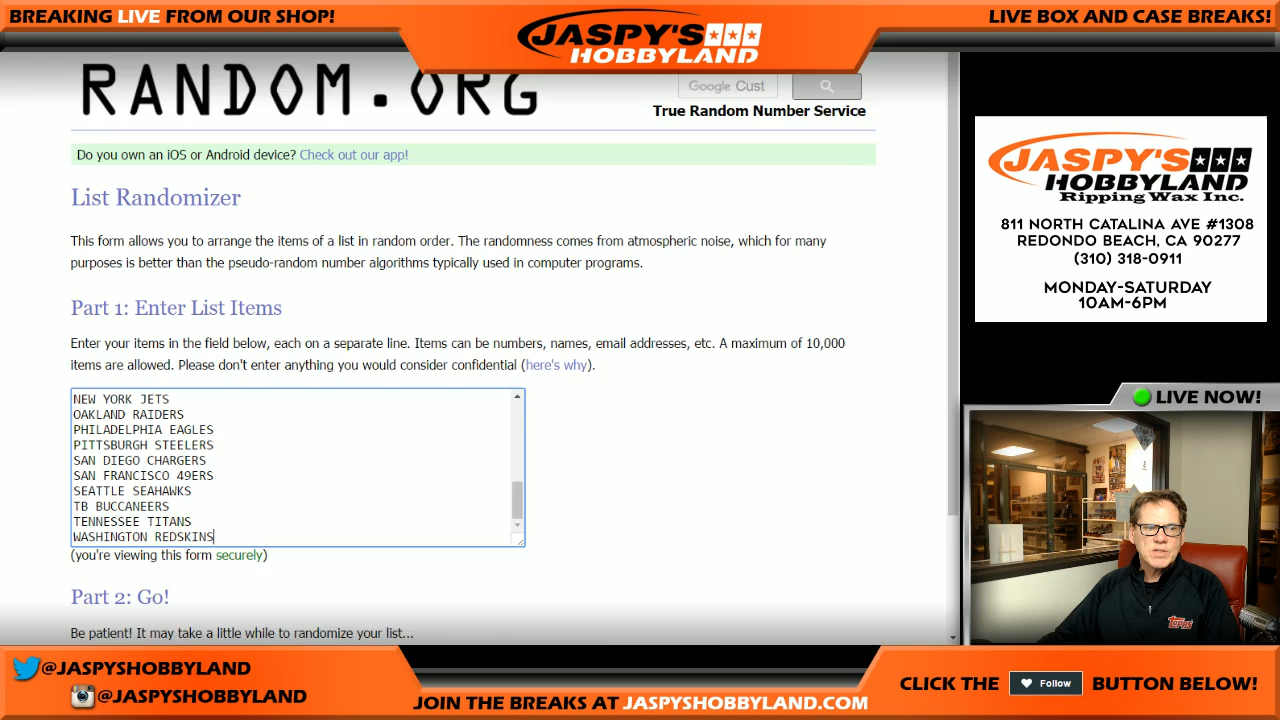 BREAKING LIVE FROM OUR SHOP!
JASPY'S
HOBBYLAND
LIVE BOX AND CASE BREAKS!
RANDOM.ORG
Google Cust
True Random Number Service
Do you own an iOS or Android device? Check out our app!
List Randomizer
This form allows you to arrange the items of a list in random order. The randomness comes from atmospheric noise, which for many
purposes is better than the pseudo-random number algorithms typically used in computer programs.
Part 1: Enter List Items
Enter your items in the field below, each on a separate line. Items can be numbers, names, email addresses, etc. A maximum of 10,000
items are allowed. Please don't enter anything you would consider confidential (here's why).
NEW YORK JETS
OAKLAND RAIDERS
PHILADELPHIA EAGLES
PITTSBURGH STEELERS
SAN DIEGO CHARGERS
SAN FRANCISCO 49ERS
SEATTLE SEAHAWKS
TB BUCCANEERS
TENNESSEE TITANS
WASHINGTON REDSKINS
(you're viewing this form securely)
Part 2: Go!
Be patient! It may take a little while to randomize your list...
JASPY'S
HOBBYLAND
Ripping Wax Inc.
811 NORTH CATALINA AVE #1308
REDONDO BEACH, CA 90277
(310) 318-0911
MONDAY-SATURDAY
10AM-6PM
LIVE NOW!
Topps
@JASPYSHOBBYLAND
@JASPYSHOBBYLAND
JOIN THE BREAKS AT JASPYSHOBBYLAND.COM
CLICK THE Follow BUTTON BELOW!